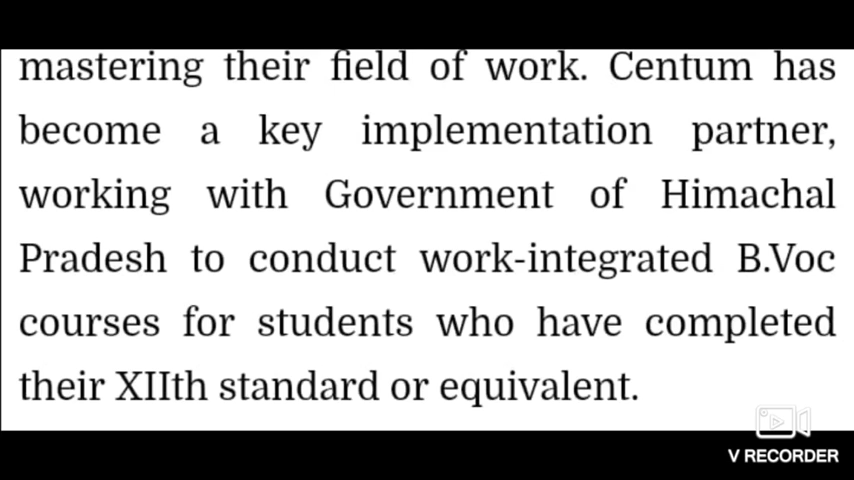 mastering their field of work. Centum has
become a key implementation partner,
working with Government of Himachal
Pradesh to conduct work-integrated B.Voc
courses for students who have completed
their XIIth standard or equivalent.
V RECORDER